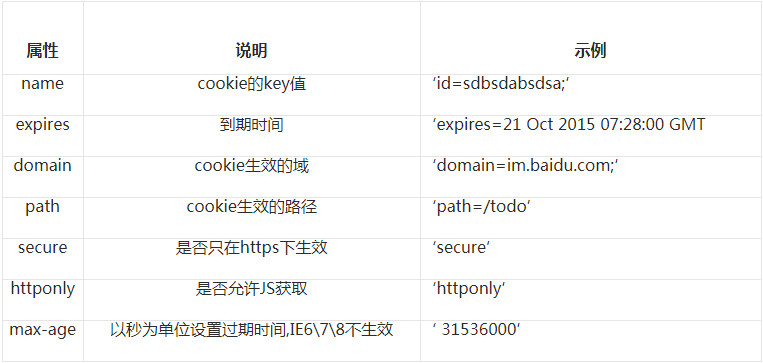 属性 说明 示例
name cookie的key值 ‘id=sdbsdabsdsa;‘
expires 到期时间 ‘expires=21 Oct 2015 07:28:00 GMT
domain cookie生效的域 ‘domain=im.baidu.com;‘
path cookie生效的路径 ‘path=/todo’
secure 是否只在https下生效 ‘secure’
httponly 是否允许JS获取 ‘httponly‘
max-age 以秒为单位设置过期时间,IE6\7\8不生效 ‘ 31536000’